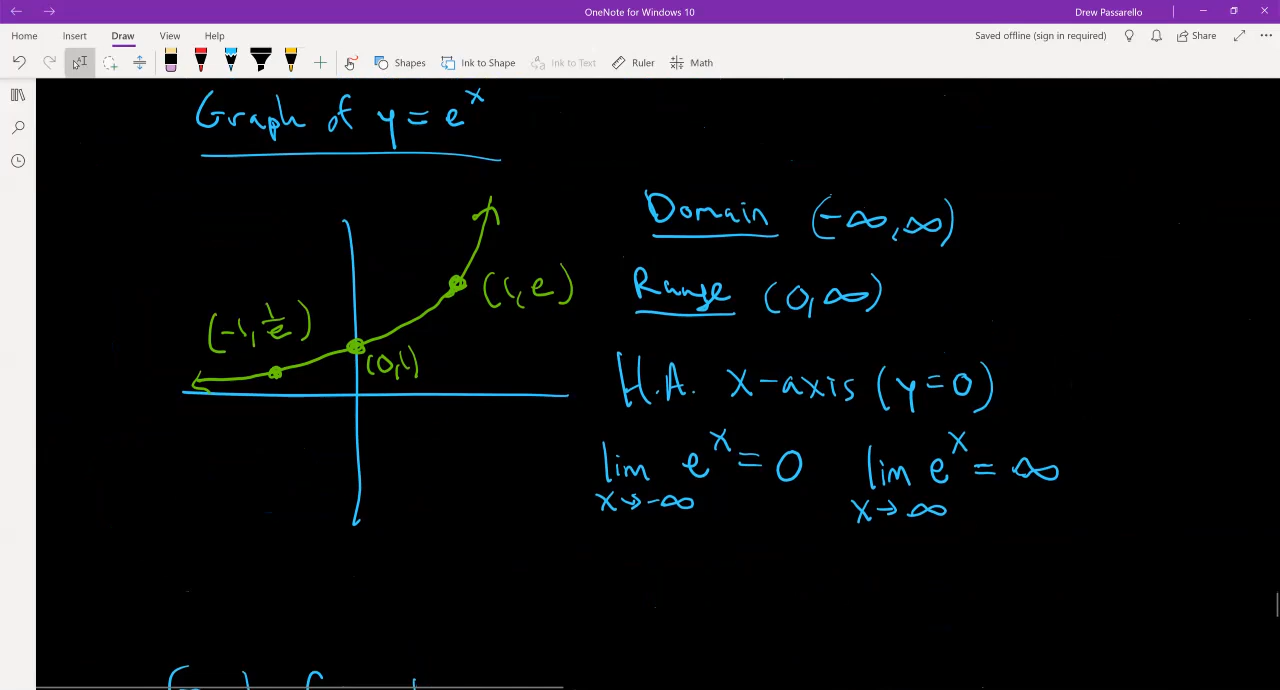 OneNote for Windows 10
Drew Passarello
Home Insert Draw View Help
Saved offline (sign in required)
Share
Shapes
Ink to Shape
Ink to Text
Ruler
Math
Graph of y = e^x
Domain (-∞, ∞)
Range (0, ∞)
(1, e)
(-1, 1/e)
(0, 1)
H.A. x-axis (y=0)
lim x→-∞ e^x = 0
lim x→∞ e^x = ∞